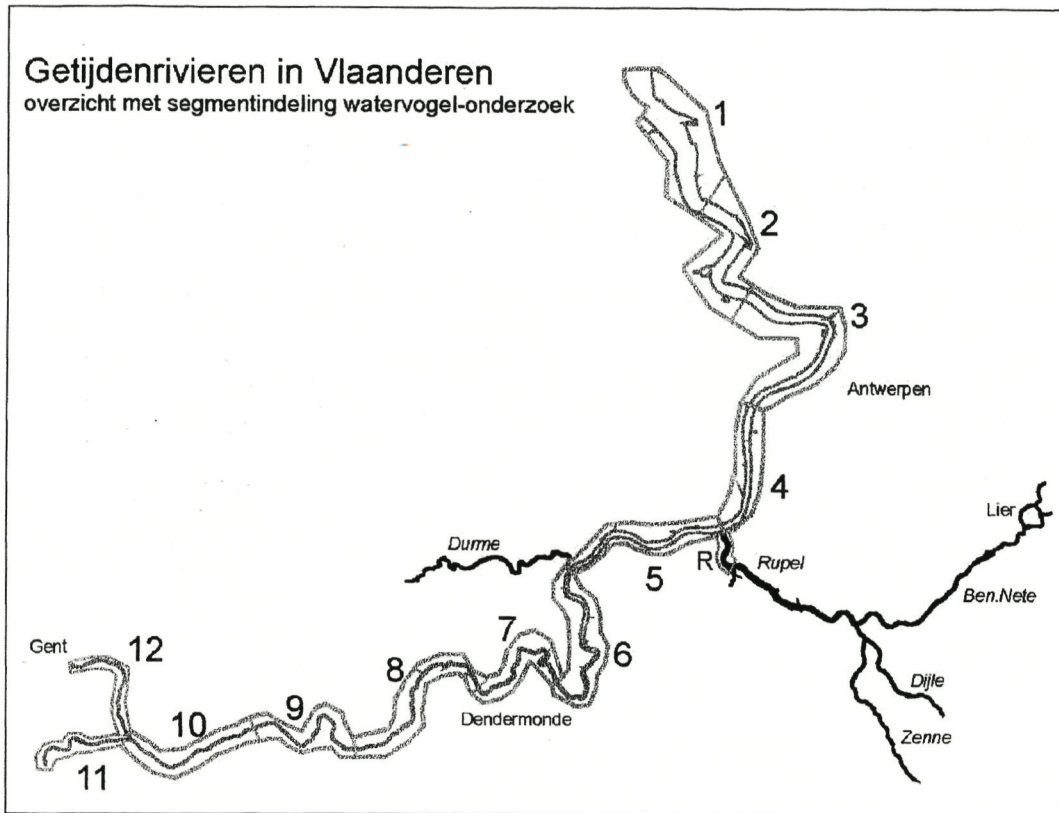 Getijdenrivieren in Vlaanderen
overzicht met segmentindeling watervogel-onderzoek
1
2
3
Antwerpen
4
Lier
Durme
5
R
Rupel
Ben.Nete
Gent
12
7
6
8
Dijle
Dendermonde
9
10
Zenne
11